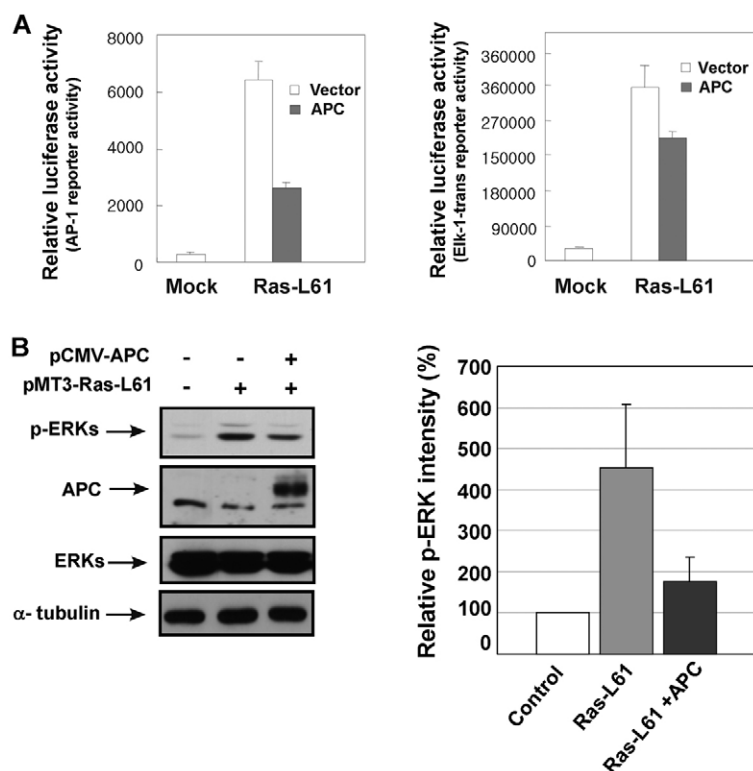 A
Relative luciferase activity
(AP-1 reporter activity)
8000
6000
4000
2000
0
Vector
APC
Mock
Ras-L61
Relative luciferase activity
(Elk-1-trans reporter activity)
360000
360000
270000
150000
180000
90000
0
Vector
APC
Mock
Ras-L61
B
pCMV-APC - - +
pMT3-Ras-L61 - + +
p-ERKs
APC
ERKs
α- tubulin
Relative p-ERK intensity (%)
700
600
500
400
300
200
100
0
Control
Ras-L61
Ras-L61 +APC